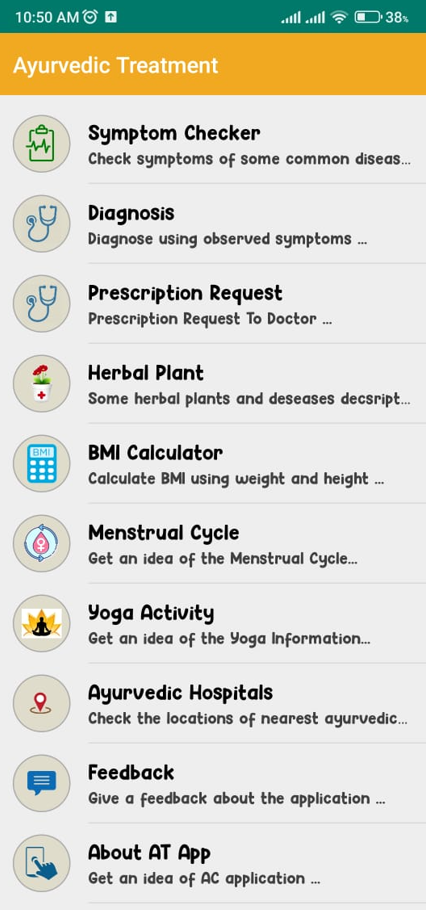 10:50 AM
38%
Ayurvedic Treatment
Symptom Checker
Check symptoms of some common diseas...
Diagnosis
Diagnose using observed symptoms ...
Prescription Request
Prescription Request To Doctor ...
Herbal Plant
Some herbal plants and deseases decsript...
BMI
BMI Calculator
Calculate BMI using weight and height ...
Menstrual Cycle
Get an idea of the Menstrual Cycle...
Yoga Activity
Get an idea of the Yoga Information...
Ayurvedic Hospitals
Check the locations of nearest ayurvedic...
Feedback
Give a feedback about the application ...
About AT App
Get an idea of AC application ...